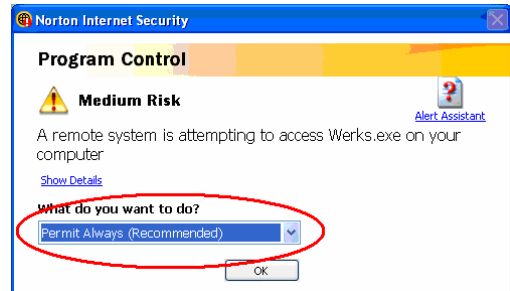 Norton Internet Security
Program Control
Medium Risk
Alert Assistant
A remote system is attempting to access Werks.exe on your
computer
Show Details
What do you want to do?
Permit Always (Recommended)
OK